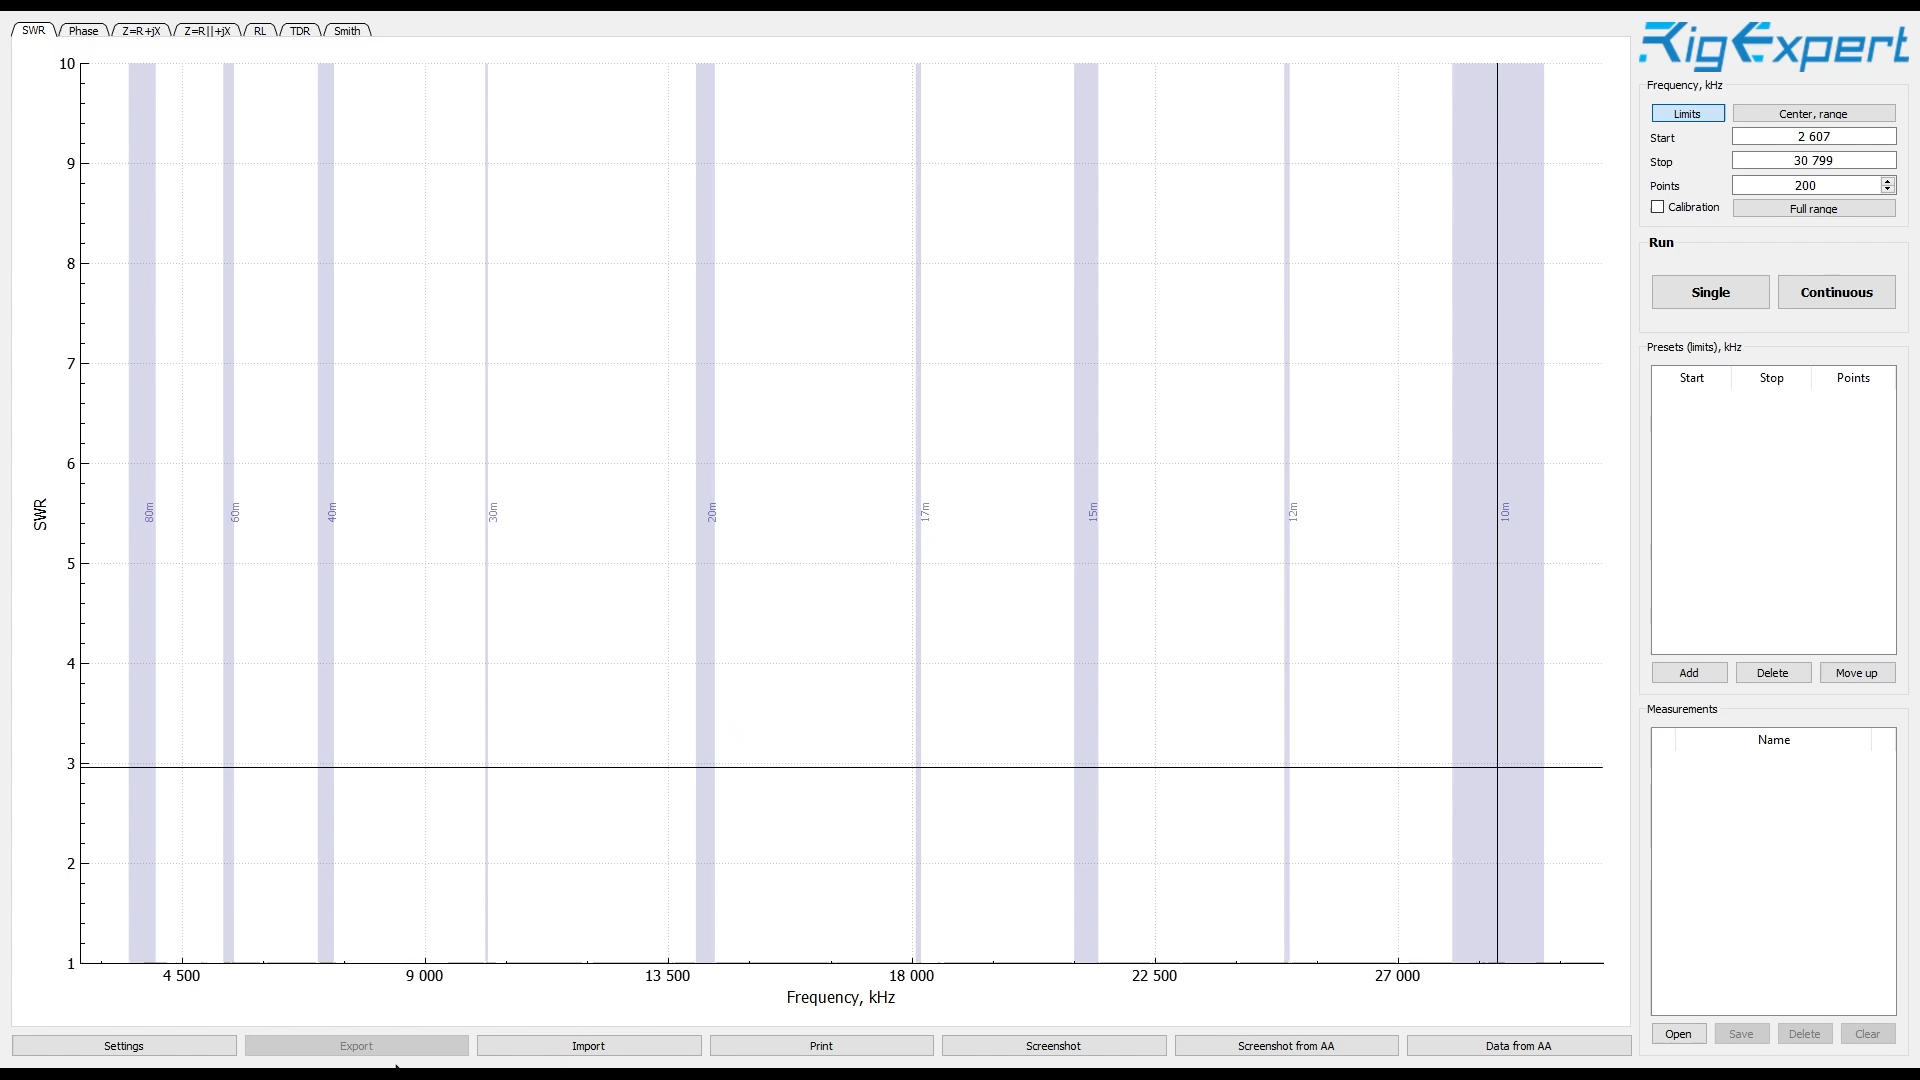 SWR
Phase
Z=R+jX
Z=R||+jX
RL
TDR
Smith
10
9
8
7
6
5
4
3
2
1
SWR
80m
60m
40m
30m
20m
17m
15m
12m
10m
4 500
9 000
13 500
18 000
22 500
27 000
Frequency, kHz
Settings
Export
Import
Print
Screenshot
Screenshot from AA
Data from AA
RigExpert
Frequency, kHz
Limits
Center, range
Start
2 607
Stop
30 799
Points
200
Calibration
Full range
Run
Single
Continuous
Presets (limits), kHz
Start
Stop
Points
Add
Delete
Move up
Measurements
Name
Open
Save
Delete
Clear